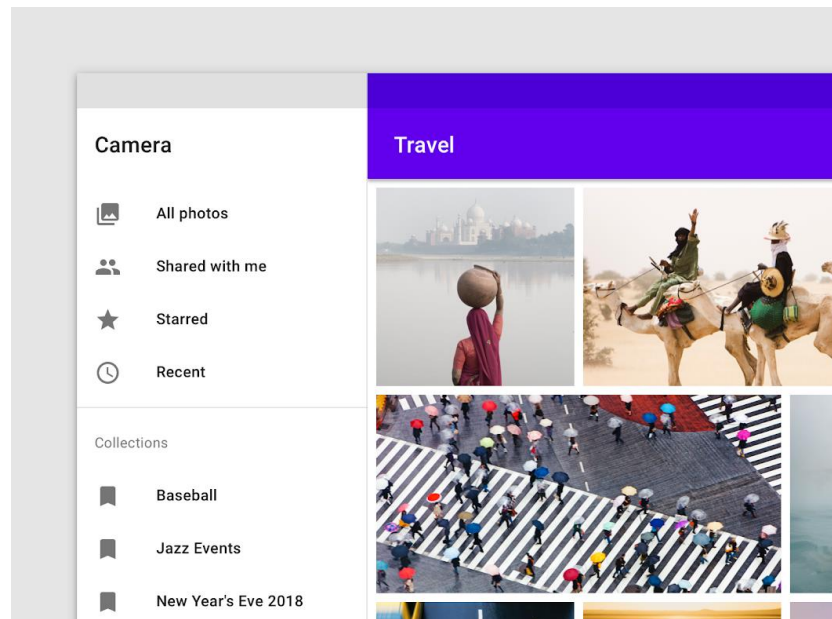 Camera
Travel
All photos
Shared with me
Starred
Recent
Collections
Baseball
Jazz Events
New Year's Eve 2018